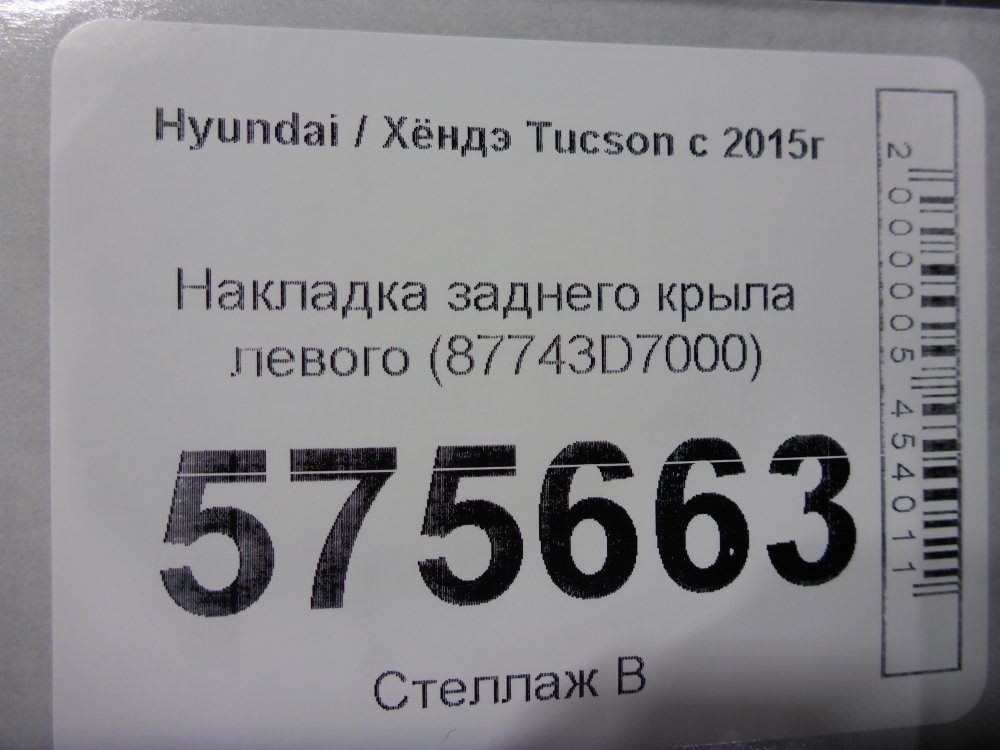 Hyundai / Хёндэ Tucson с 2015г
Накладка заднего крыла
левого (87743D7000)
575663
Стеллаж В
2000005454011